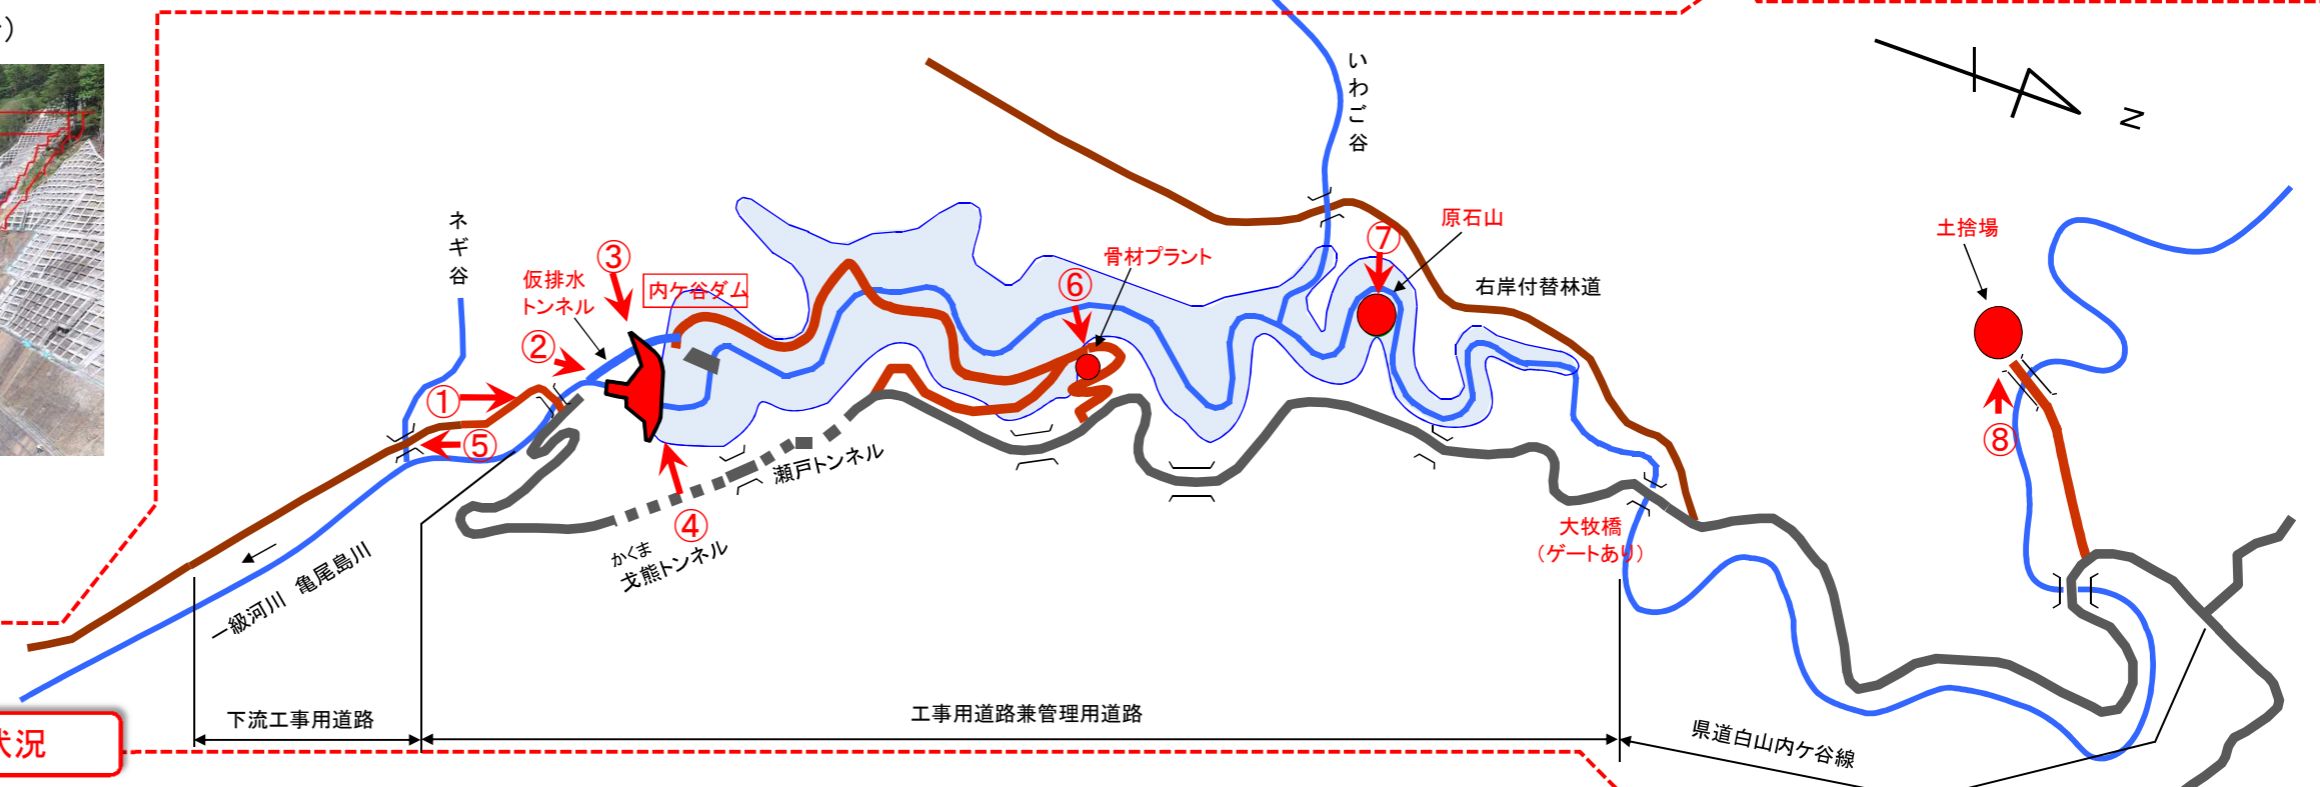 いわご谷
N
ネギ谷
③
仮排水
トンネル
内ケ谷ダム
②
①
⑤
④
⑥
骨材プラント
⑦
原石山
右岸付替林道
土捨場
⑧
瀬戸トンネル
かくま
戈熊トンネル
大牧橋
(ゲートあり)
一級河川 亀尾島川
下流工事用道路
工事用道路兼管理用道路
県道白山内ケ谷線
状況